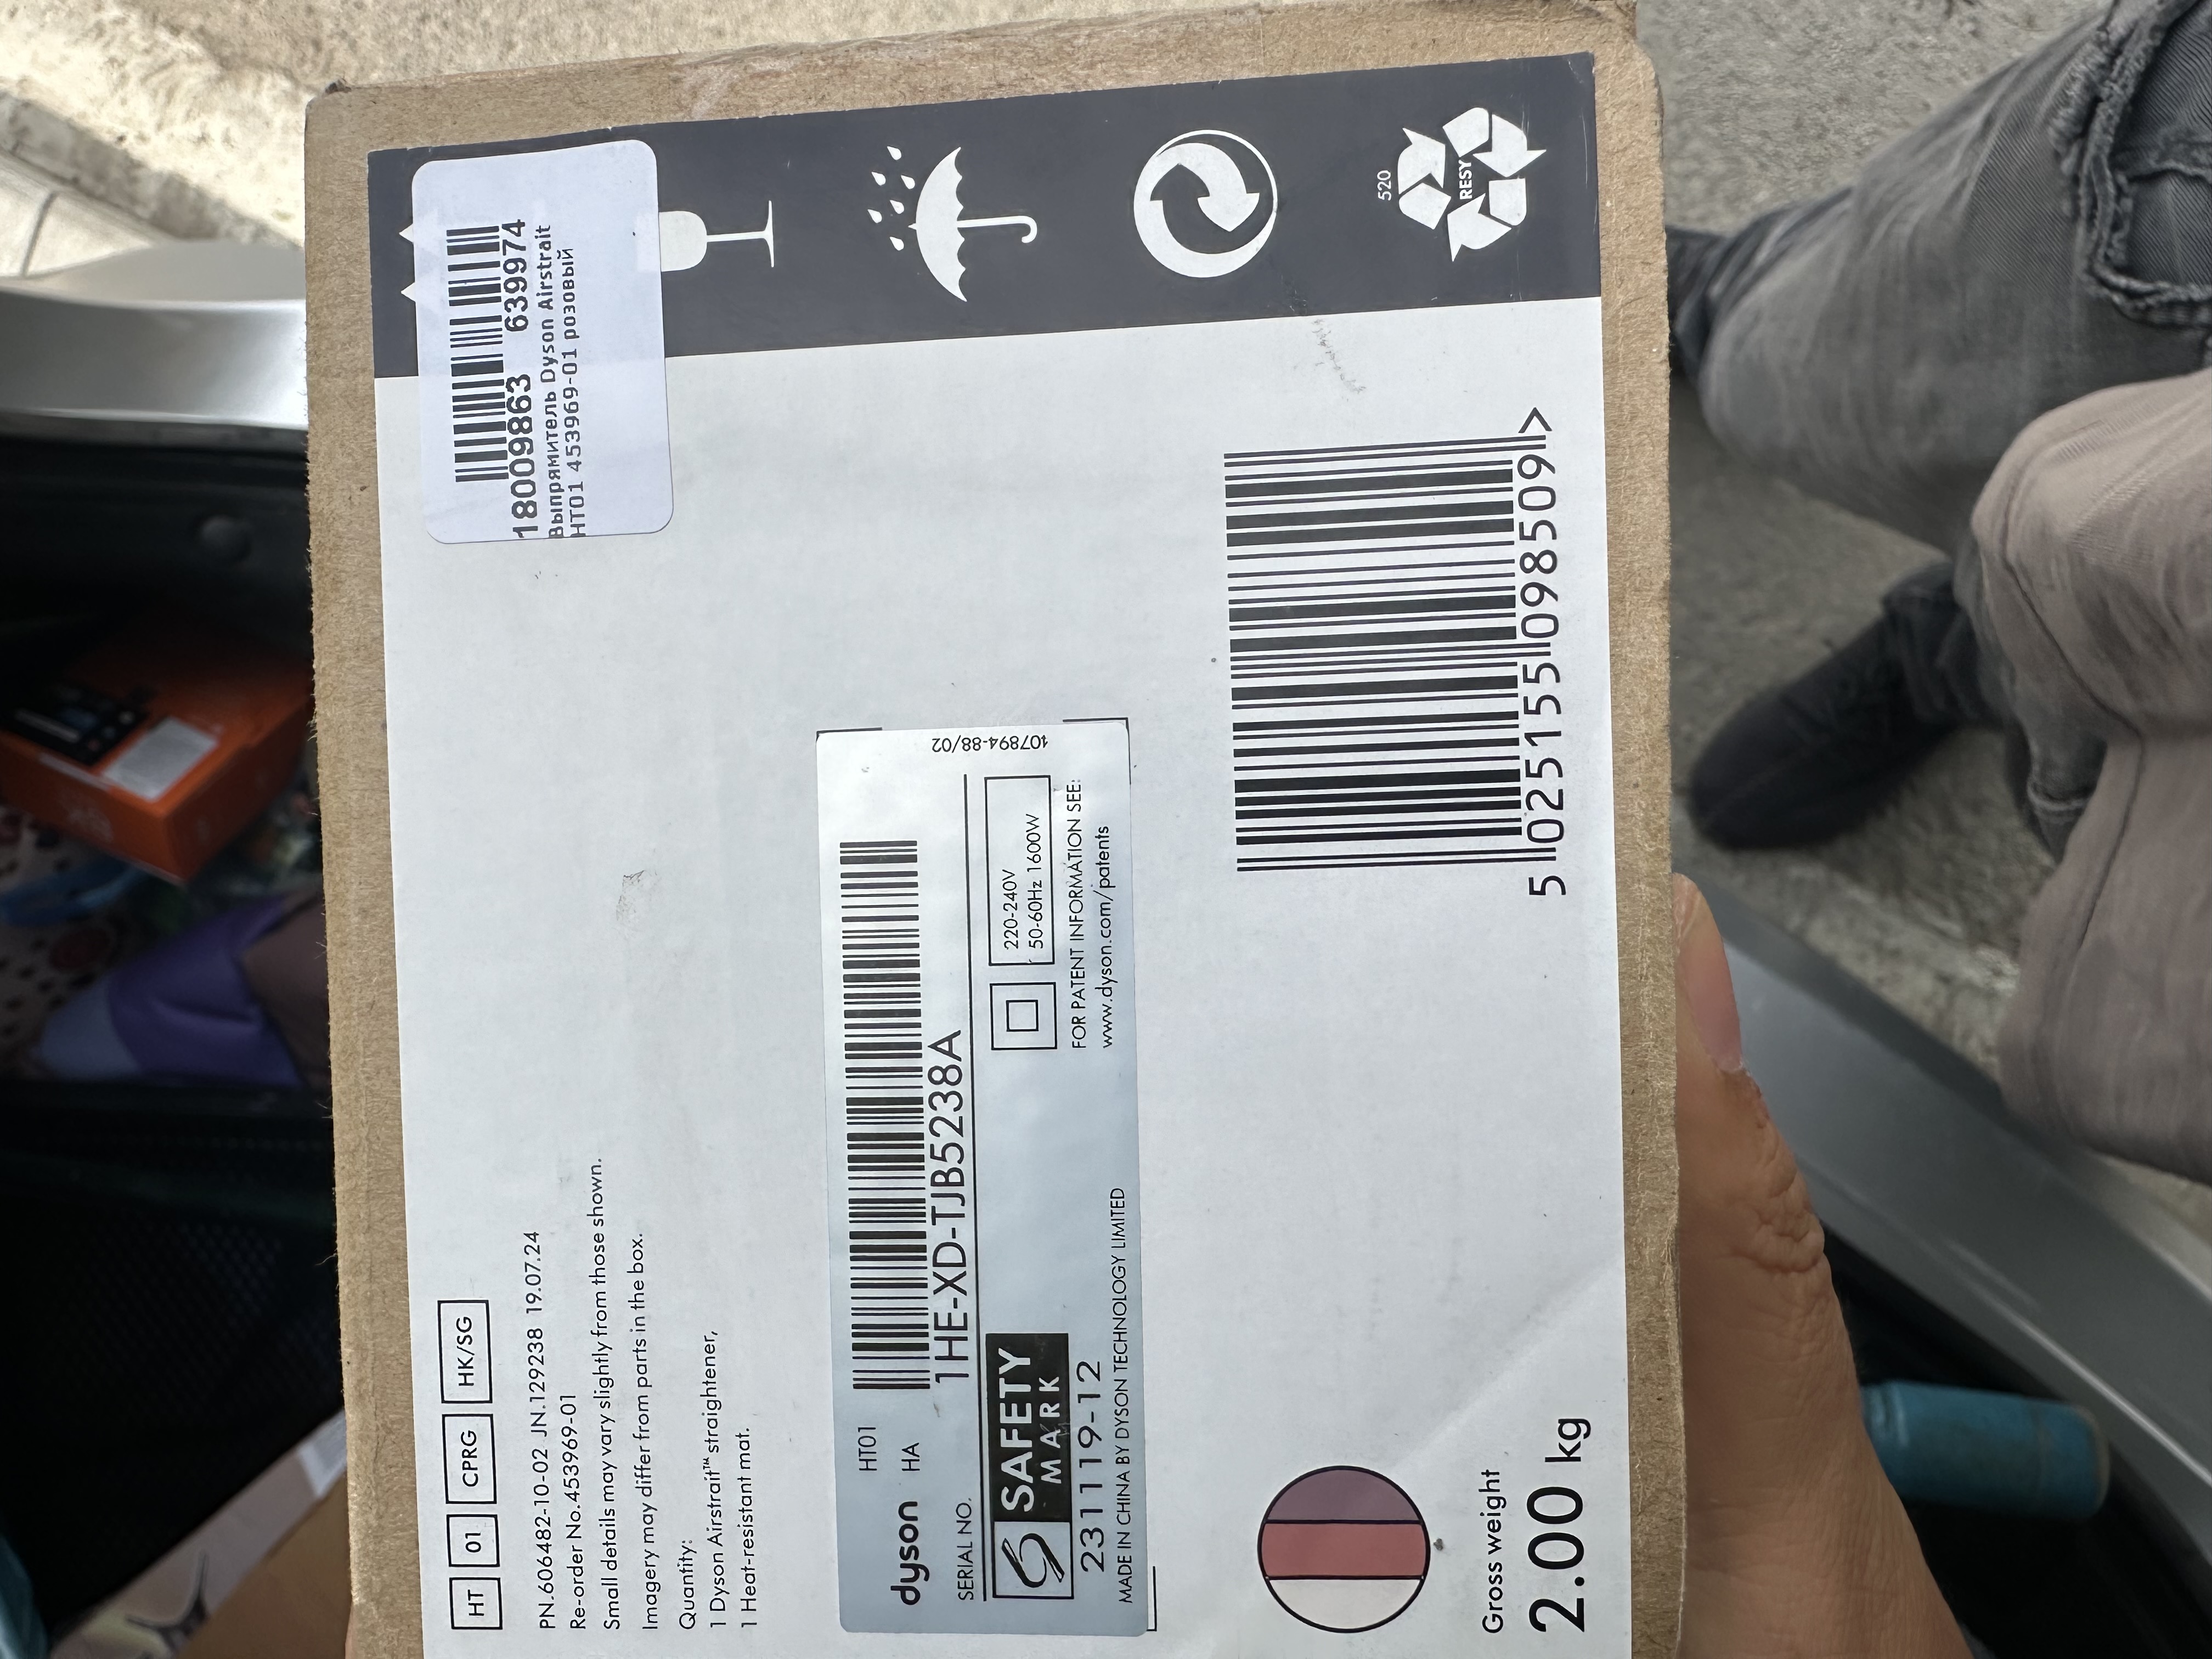 18009863 639974
Выпрямитель Dyson Airstrait
HT01 453969-01 розовый
520
RESY
HT 01 CPRG HK/SG
PN.606482-10-02 JN.129238 19.07.24
Re-order No.453969-01
Small details may vary slightly from those shown.
Imagery may differ from parts in the box.
Quantity:
1 Dyson Airstrait™ straightener,
1 Heat-resistant mat.
dyson HT01
HA
SERIAL NO. 1HE-XD-TJB5238A
107894-88/02
SAFETY
MARK
231119-12
220-240V
50-60Hz 1600W
FOR PATENT INFORMATION SEE:
www.dyson.com/patents
MADE IN CHINA BY DYSON TECHNOLOGY LIMITED
5 025155 098509 >
Gross weight
2.00 kg